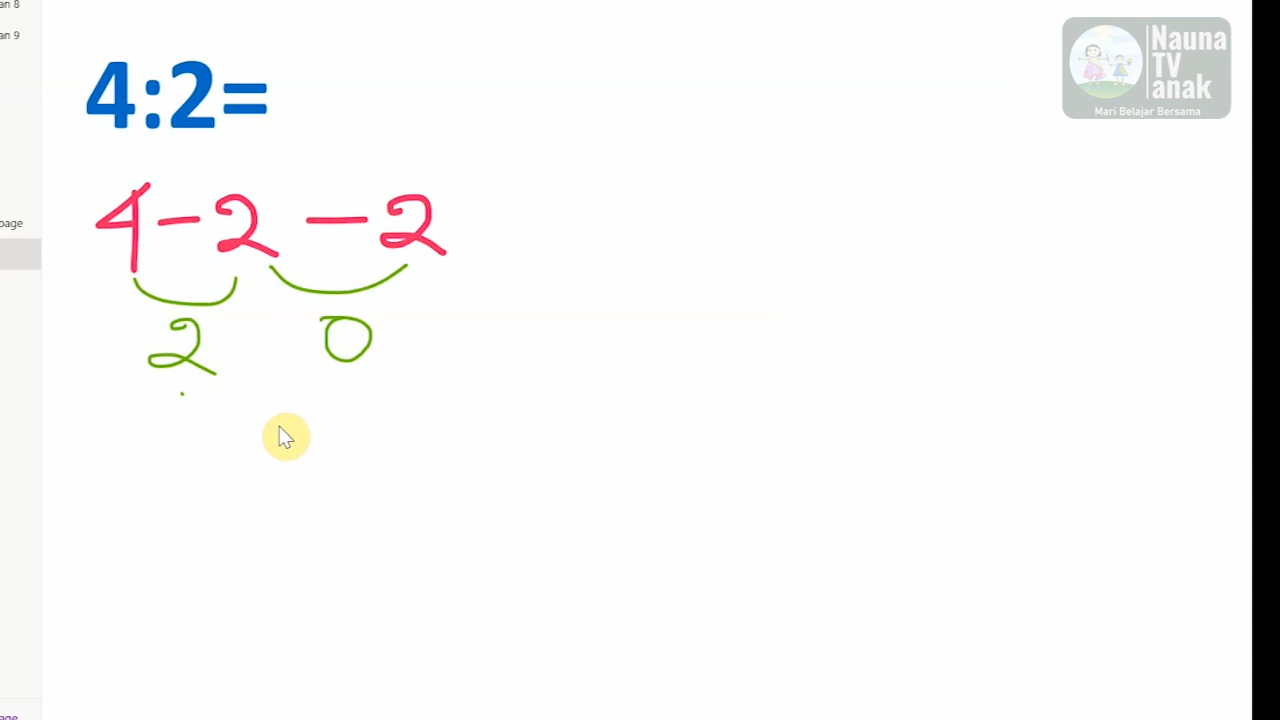 an 8
an 9
page
age
4:2=
4-2-2
2 0
Nauna
TV
anak
Mari Belajar Bersama